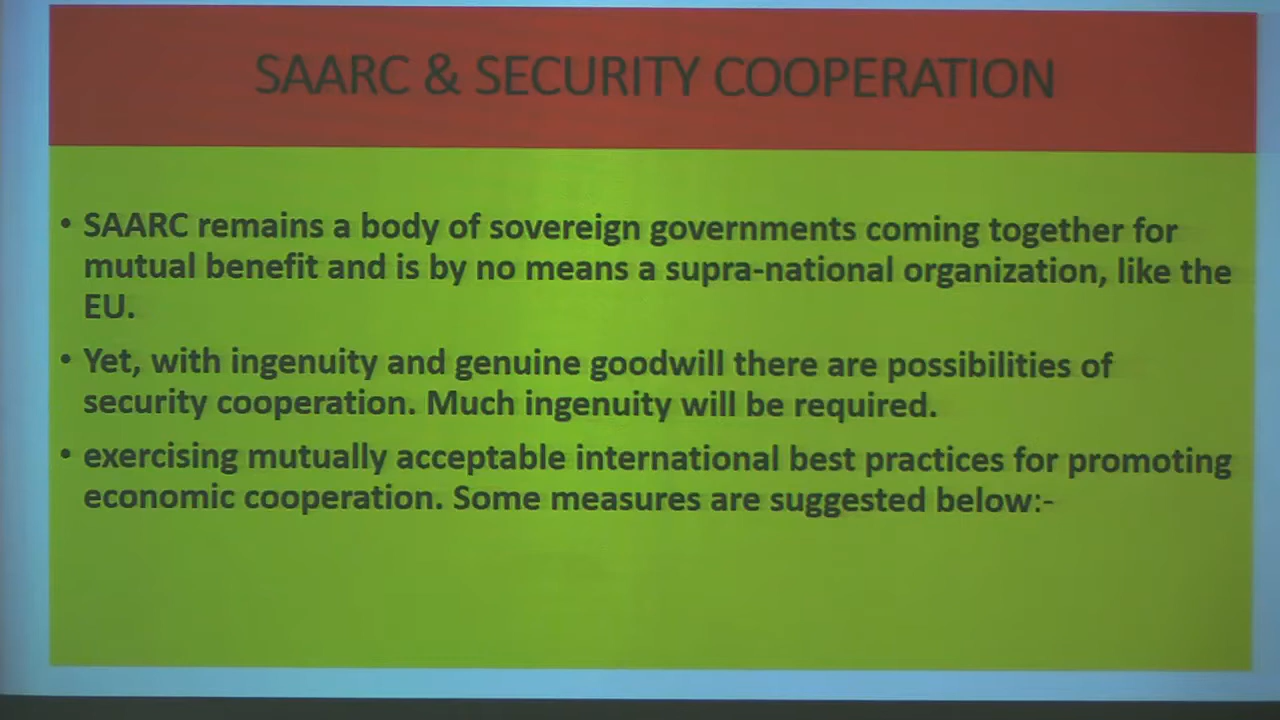 SAARC & SECURITY COOPERATION
• SAARC remains a body of sovereign governments coming together for
mutual benefit and is by no means a supra-national organization, like the
EU.
• Yet, with ingenuity and genuine goodwill there are possibilities of
security cooperation. Much ingenuity will be required.
• exercising mutually acceptable international best practices for promoting
economic cooperation. Some measures are suggested below:-